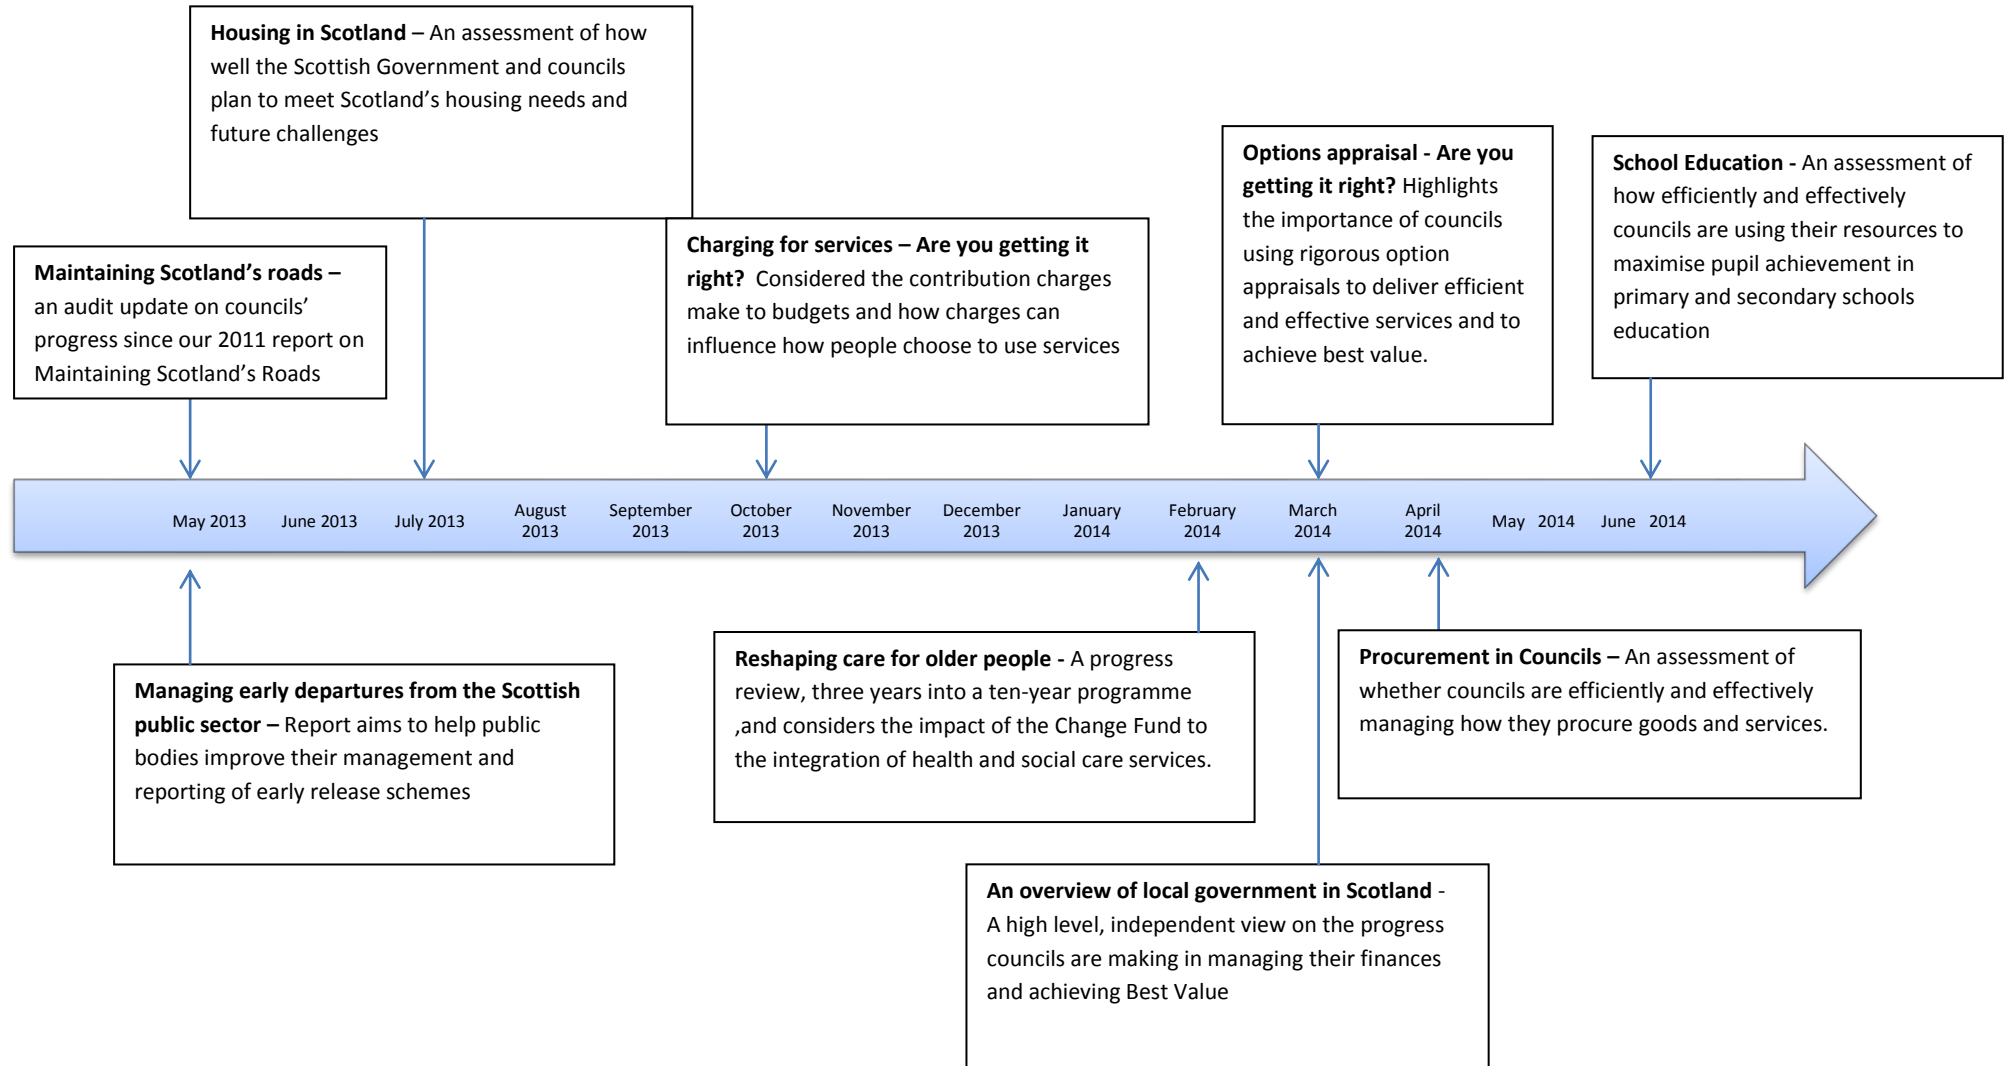 Housing in Scotland – An assessment of how
well the Scottish Government and councils
plan to meet Scotland's housing needs and
future challenges
Maintaining Scotland's roads –
an audit update on councils'
progress since our 2011 report on
Maintaining Scotland's Roads
Charging for services – Are you getting it
right?  Considered the contribution charges
make to budgets and how charges can
influence how people choose to use services
Options appraisal - Are you
getting it right? Highlights
the importance of councils
using rigorous option
appraisals to deliver efficient
and effective services and to
achieve best value.
School Education - An assessment of
how efficiently and effectively
councils are using their resources to
maximise pupil achievement in
primary and secondary schools
education
May 2013
June 2013
July 2013
August
2013
September
2013
October
2013
November
2013
December
2013
January
2014
February
2014
March
2014
April
2014
May   2014
June   2014
Managing early departures from the Scottish
public sector – Report aims to help public
bodies improve their management and
reporting of early release schemes
Reshaping care for older people - A progress
review, three years into a ten-year programme
,and considers the impact of the Change Fund to
the integration of health and social care services.
Procurement in Councils – An assessment of
whether councils are efficiently and effectively
managing how they procure goods and services.
An overview of local government in Scotland -
A high level, independent view on the progress
councils are making in managing their finances
and achieving Best Value